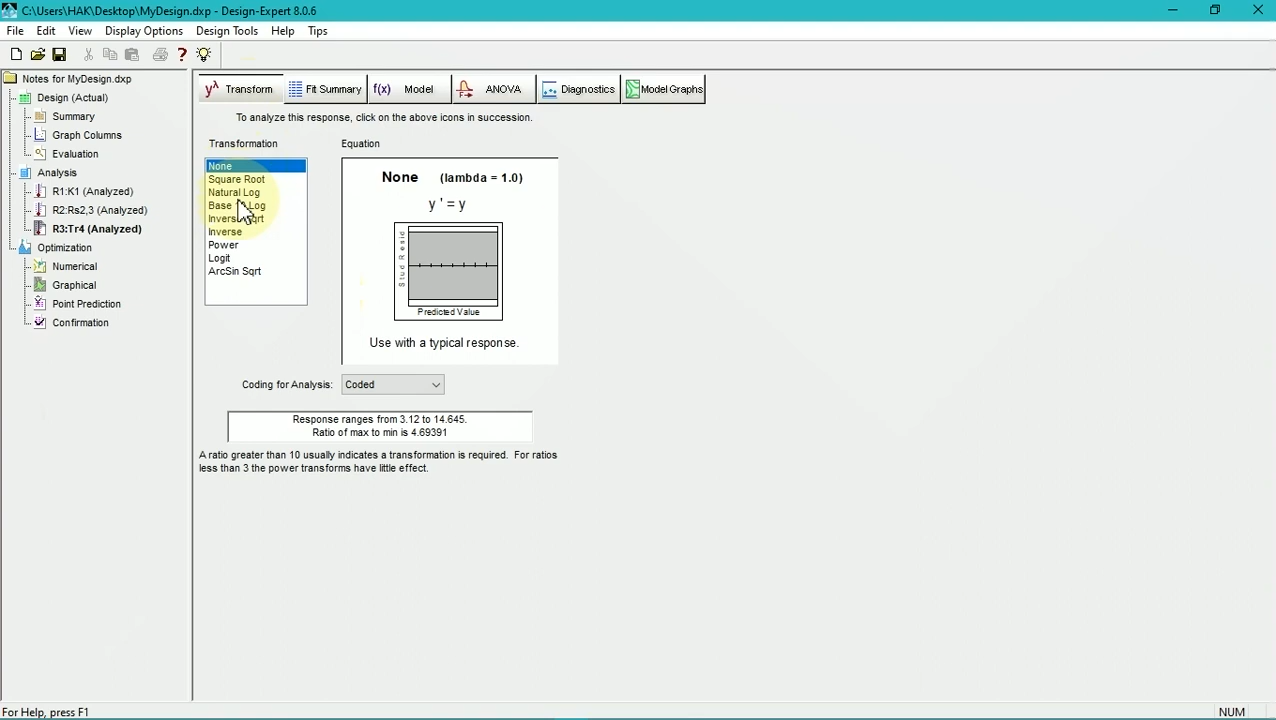 C:\Users\HAK\Desktop\MyDesign.dxp - Design-Expert 8.0.6
File Edit View Display Options Design Tools Help Tips
Notes for MyDesign.dxp
Design (Actual)
Summary
Graph Columns
Evaluation
Analysis
R1:K1 (Analyzed)
R2:Rs2,3 (Analyzed)
R3:Tr4 (Analyzed)
Optimization
Numerical
Graphical
Point Prediction
Confirmation
yλ Transform Fit Summary f(x) Model ANOVA Diagnostics Model Graphs
To analyze this response, click on the above icons in succession.
Transformation
None
Square Root
Natural Log
Base Log
Inverse
Power
Logit
ArcSin Sqrt
Equation
None (lambda = 1.0)
y ' = y
Stud Resid
Predicted Value
Use with a typical response.
Coding for Analysis: Coded
Response ranges from 3.12 to 14.645.
Ratio of max to min is 4.69391
A ratio greater than 10 usually indicates a transformation is required. For ratios
less than 3 the power transforms have little effect.
For Help, press F1
NUM